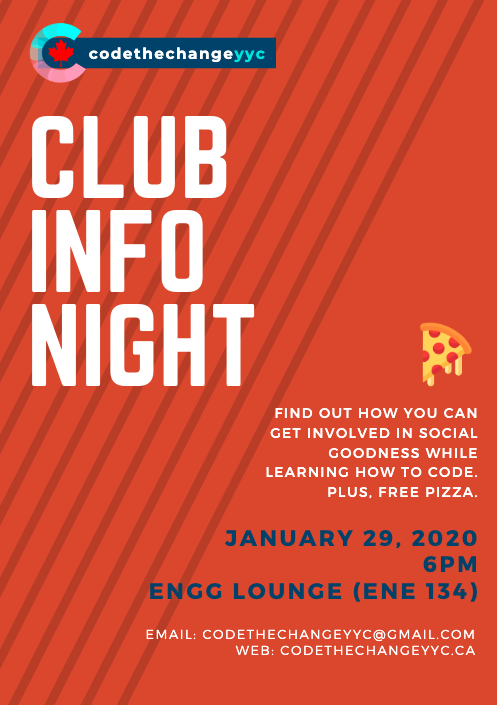 codethechangeyyc
CLUB
INFO
NIGHT
FIND OUT HOW YOU CAN
GET INVOLVED IN SOCIAL
GOODNESS WHILE
LEARNING HOW TO CODE.
PLUS, FREE PIZZA.
JANUARY 29, 2020
6PM
ENGG LOUNGE (ENE 134)
EMAIL: CODETHECHANGEYYC@GMAIL.COM
WEB: CODETHECHANGEYYC.CA